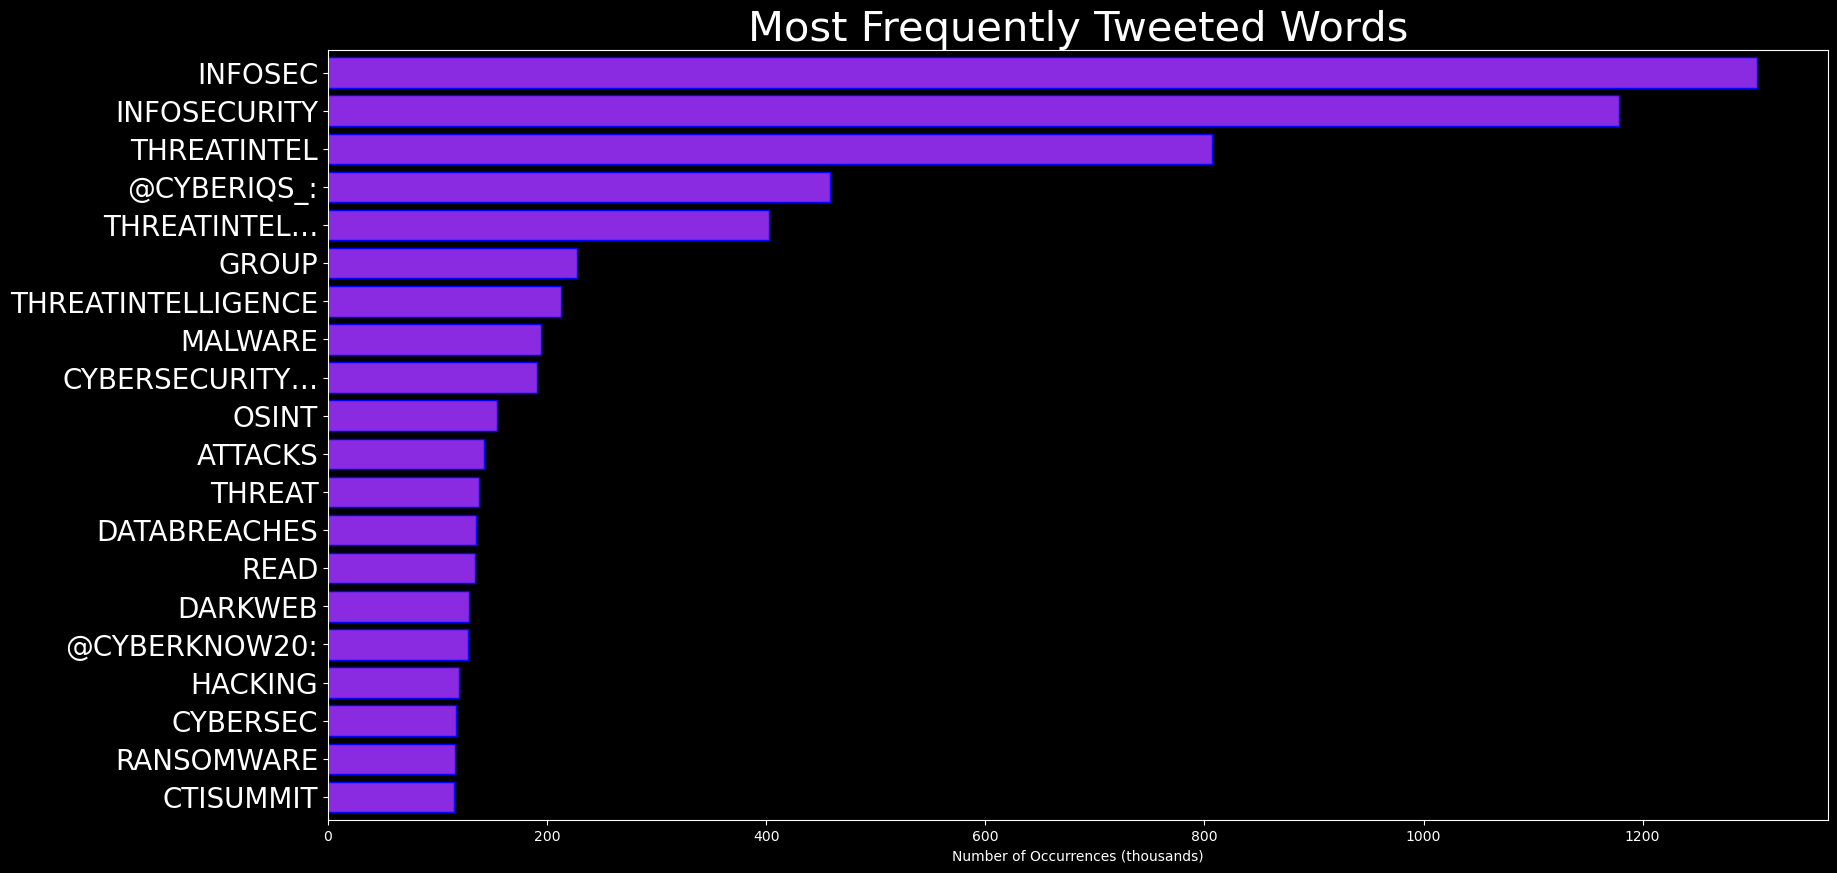 Most Frequently Tweeted Words
INFOSEC
INFOSECURITY
THREATINTEL
@CYBERIQS_:
THREATINTEL…
GROUP
THREATINTELLIGENCE
MALWARE
CYBERSECURITY…
OSINT
ATTACKS
THREAT
DATABREACHES
READ
DARKWEB
@CYBERKNOW20:
HACKING
CYBERSEC
RANSOMWARE
CTISUMMIT
0 200 400 600 800 1000 1200
Number of Occurrences (thousands)